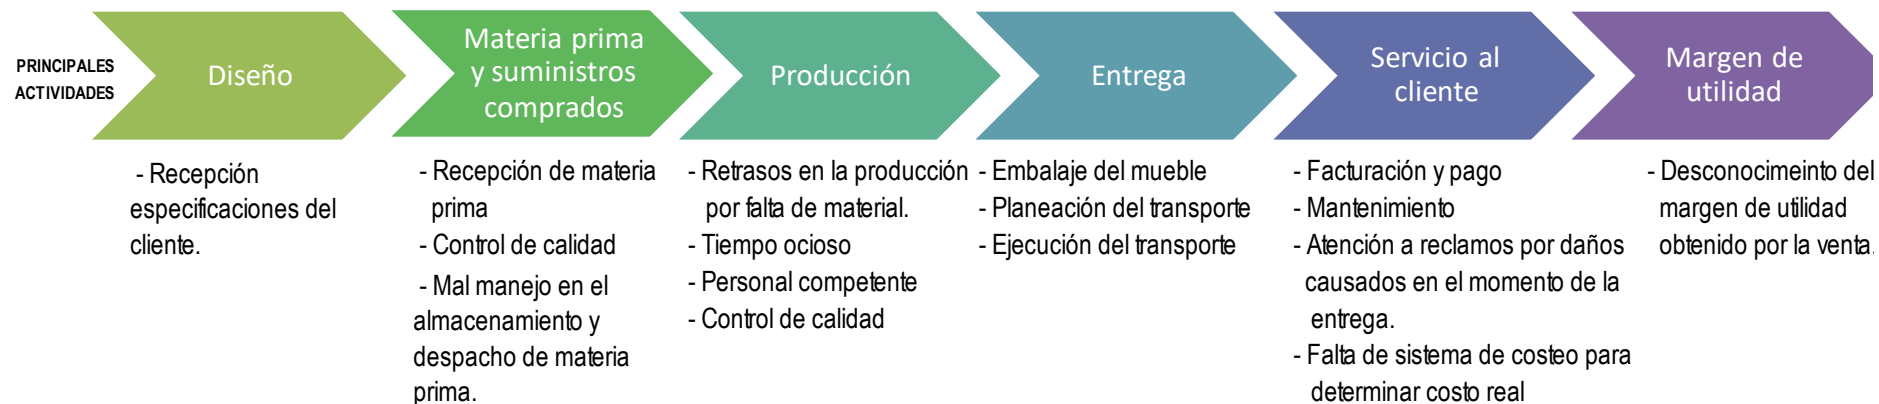 PRINCIPALES
ACTIVIDADES
Diseño
Materia prima
y suministros
comprados
Producción
Entrega
Servicio al
cliente
Margen de
utilidad
- Recepción
especificaciones del
cliente.
- Recepción de materia
prima
- Control de calidad
- Mal manejo en el
almacenamiento y
despacho de materia
prima.
- Retrasos en la producción
por falta de material.
- Tiempo ocioso
- Personal competente
- Control de calidad
- Embalaje del mueble
- Planeación del transporte
- Ejecución del transporte
- Facturación y pago
- Mantenimiento
- Atención a reclamos por daños
causados en el momento de la
entrega.
- Falta de sistema de costeo para
determinar costo real
- Desconocimeinto del
margen de utilidad
obtenido por la venta.